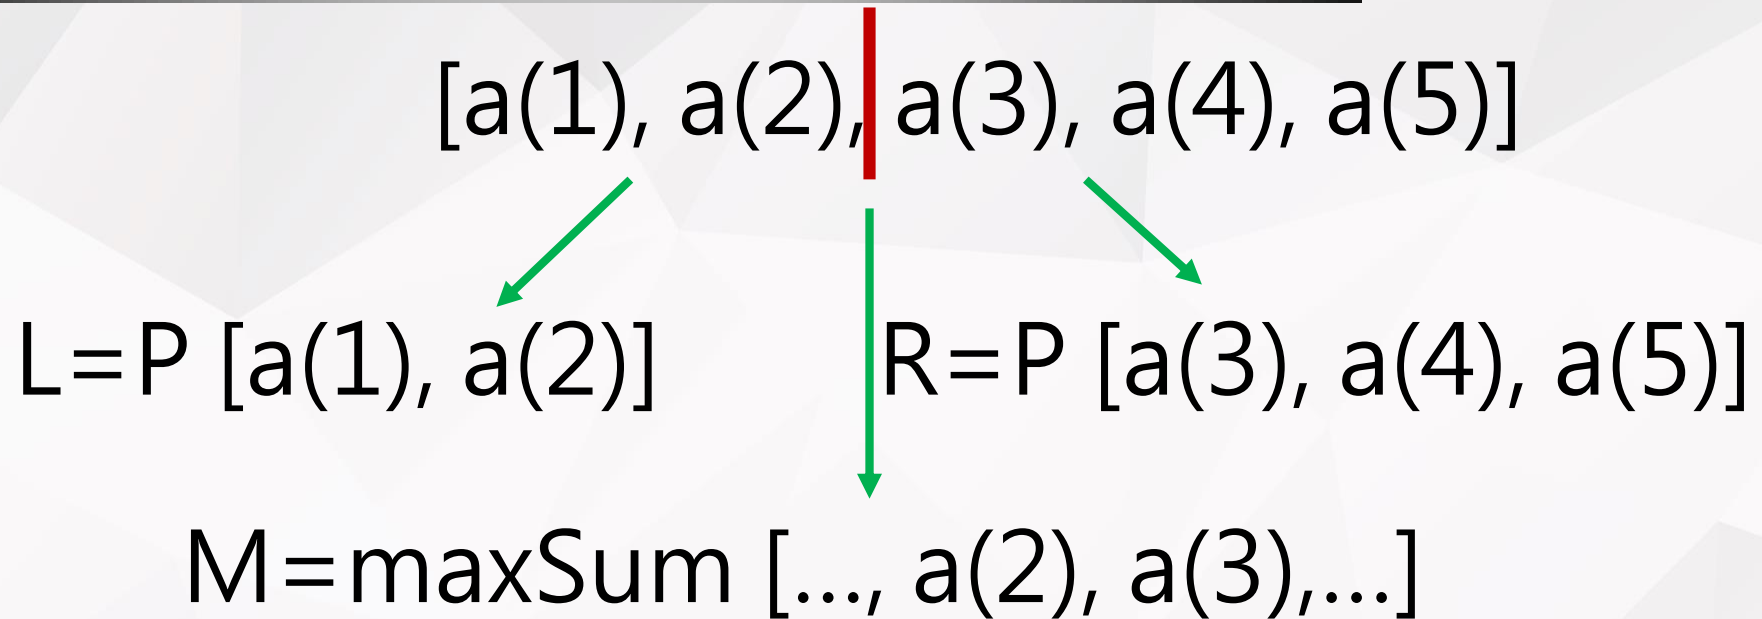 [a(1), a(2), a(3), a(4), a(5)]
L=P [a(1), a(2)] R=P [a(3), a(4), a(5)]
M=maxSum [..., a(2), a(3),...]